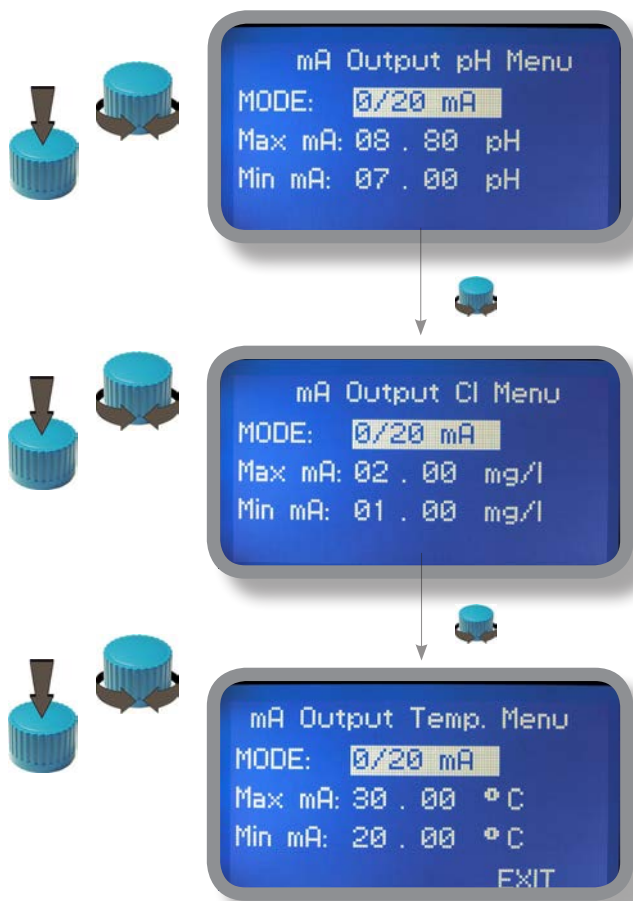 mA Output pH Menu
MODE: 0/20 mA
Max mA: 08 . 80 pH
Min mA: 07 . 00 pH
mA Output Cl Menu
MODE: 0/20 mA
Max mA: 02 . 00 mg/l
Min mA: 01 . 00 mg/l
mA Output Temp. Menu
MODE: 0/20 mA
Max mA: 30 . 00 °C
Min mA: 20 . 00 °C
EXIT